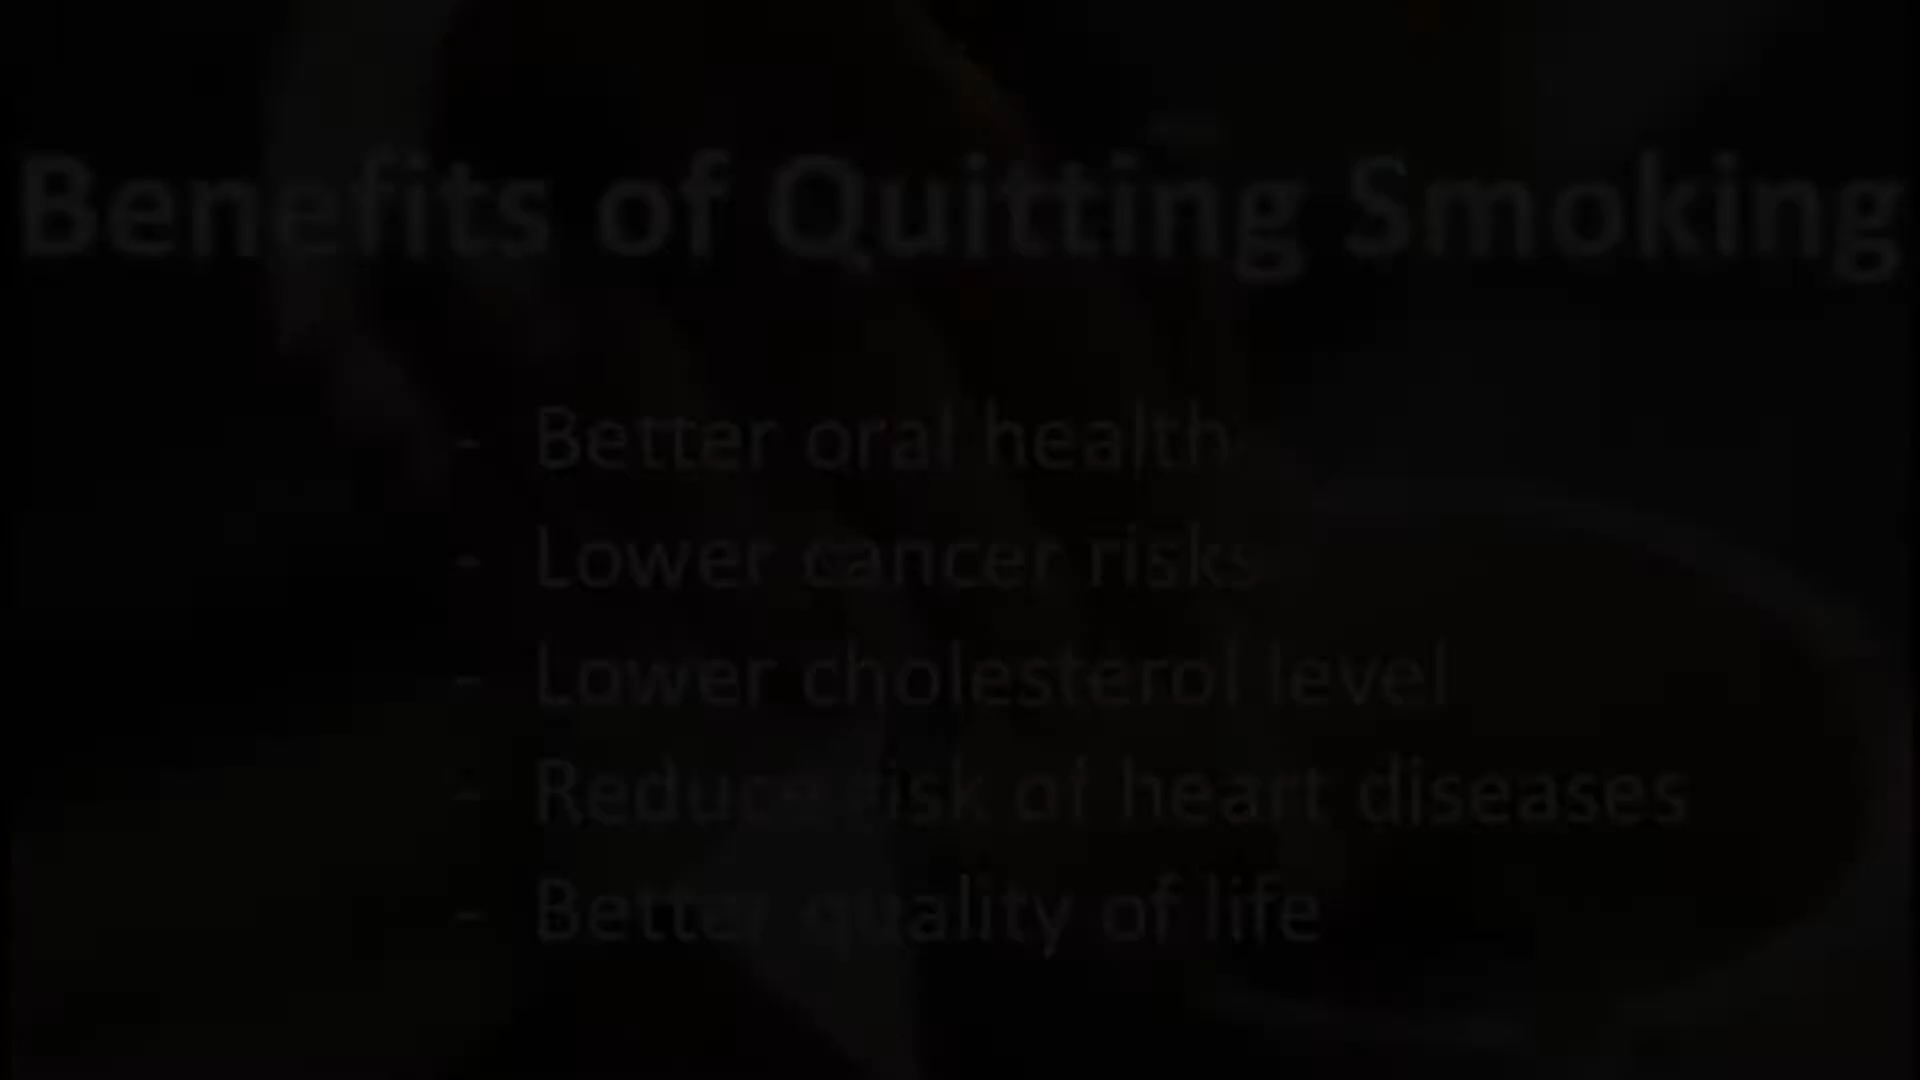 Benefits of Quitting Smoking
- Better oral health
- Lower cancer risks
- Lower cholesterol level
- Reduce risk of heart diseases
- Better quality of life